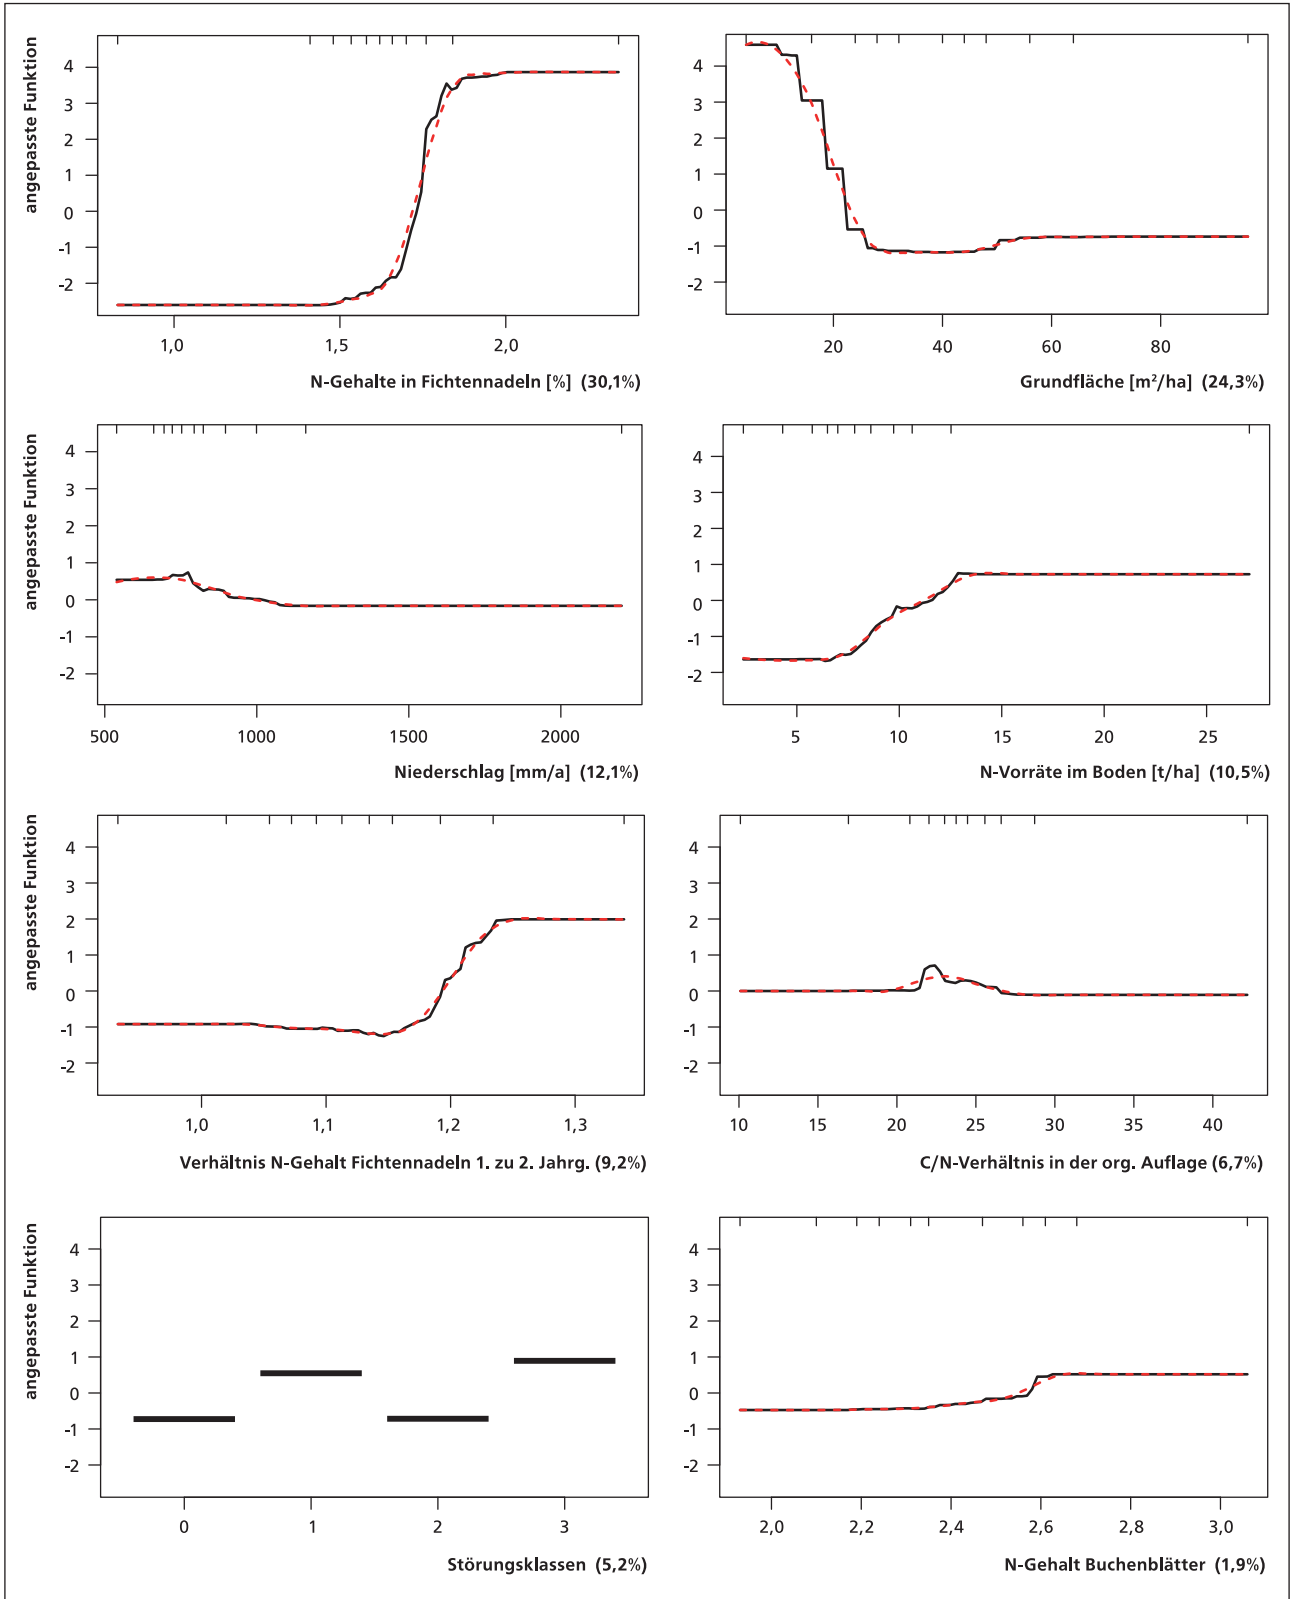 angepasste Funktion
4
3
2
1
0
-1
-2
1,0 1,5 2,0
N-Gehalte in Fichtennadeln [%] (30,1%)
4
3
2
1
0
-1
-2
20 40 60 80
Grundfläche [m²/ha] (24,3%)
angepasste Funktion
4
3
2
1
0
-1
-2
500 1000 1500 2000
Niederschlag [mm/a] (12,1%)
4
3
2
1
0
-1
-2
5 10 15 20 25
N-Vorräte im Boden [t/ha] (10,5%)
angepasste Funktion
4
3
2
1
0
-1
-2
1,0 1,1 1,2 1,3
Verhältnis N-Gehalt Fichtennadeln 1. zu 2. Jahrg. (9,2%)
4
3
2
1
0
-1
-2
10 15 20 25 30 35 40
C/N-Verhältnis in der org. Auflage (6,7%)
angepasste Funktion
4
3
2
1
0
-1
-2
0 1 2 3
Störungsklassen (5,2%)
4
3
2
1
0
-1
-2
2,0 2,2 2,4 2,6 2,8 3,0
N-Gehalt Buchenblätter (1,9%)